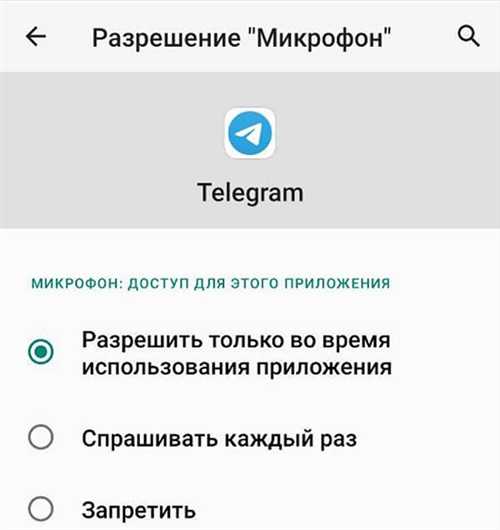 Разрешение "Микрофон"
Telegram
МИКРОФОН: ДОСТУП ДЛЯ ЭТОГО ПРИЛОЖЕНИЯ
Разрешить только во время
использования приложения
Спрашивать каждый раз
Запретить